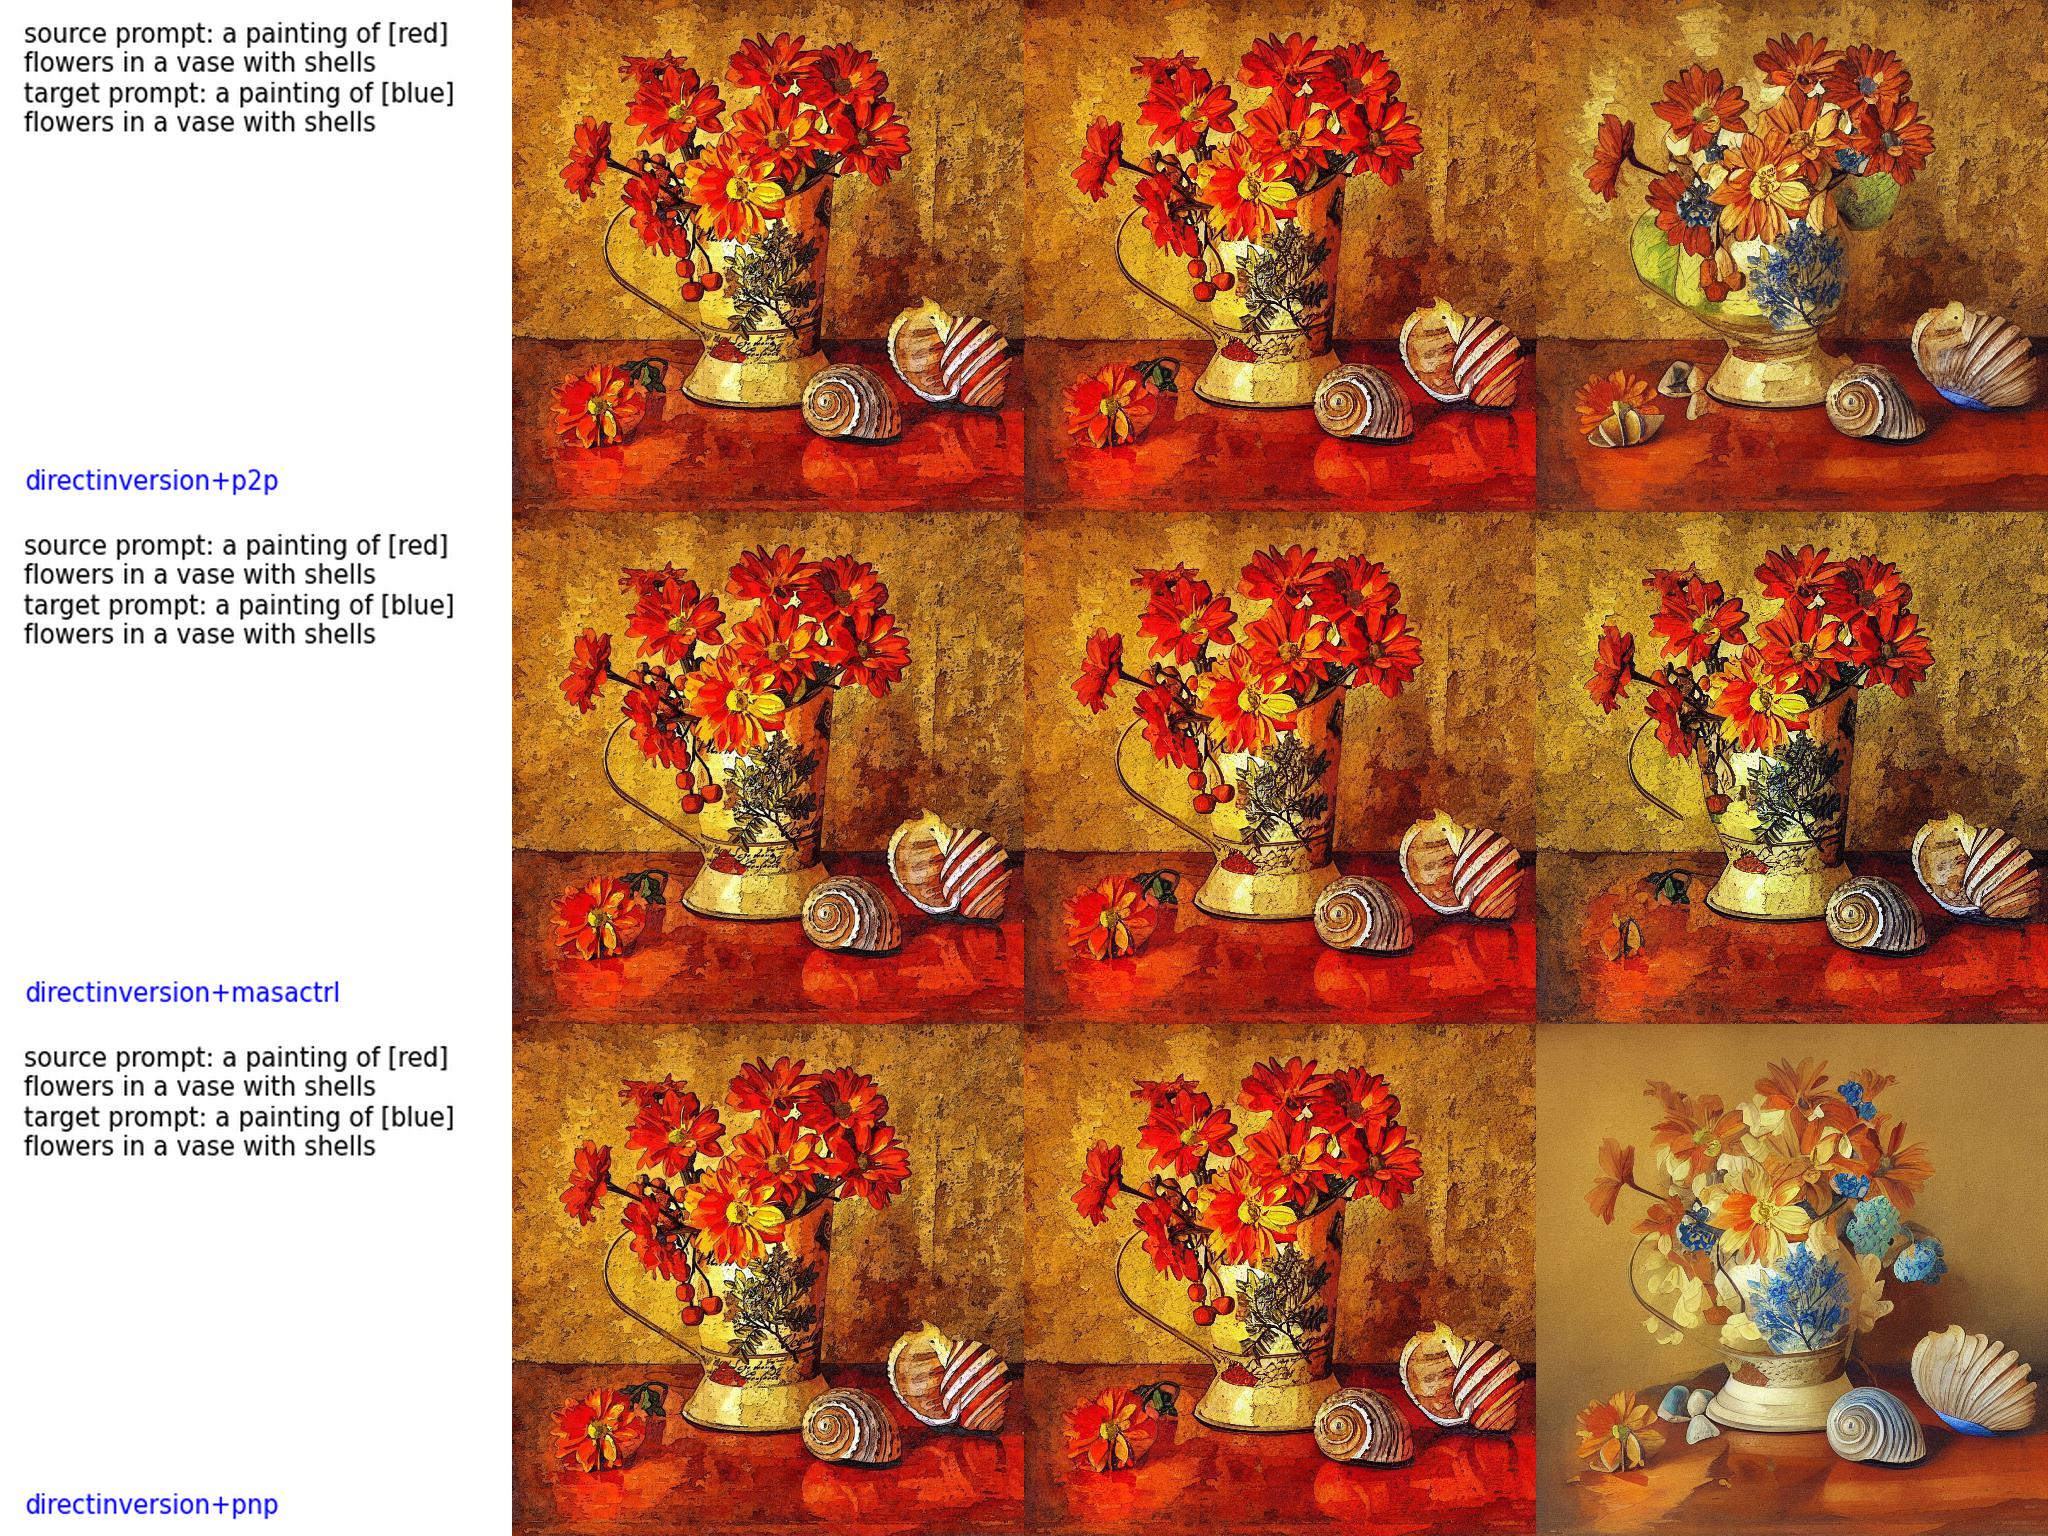 source prompt: a painting of [red]
flowers in a vase with shells
target prompt: a painting of [blue]
flowers in a vase with shells
directinversion+p2p
source prompt: a painting of [red]
flowers in a vase with shells
target prompt: a painting of [blue]
flowers in a vase with shells
directinversion+masactrl
source prompt: a painting of [red]
flowers in a vase with shells
target prompt: a painting of [blue]
flowers in a vase with shells
directinversion+pnp